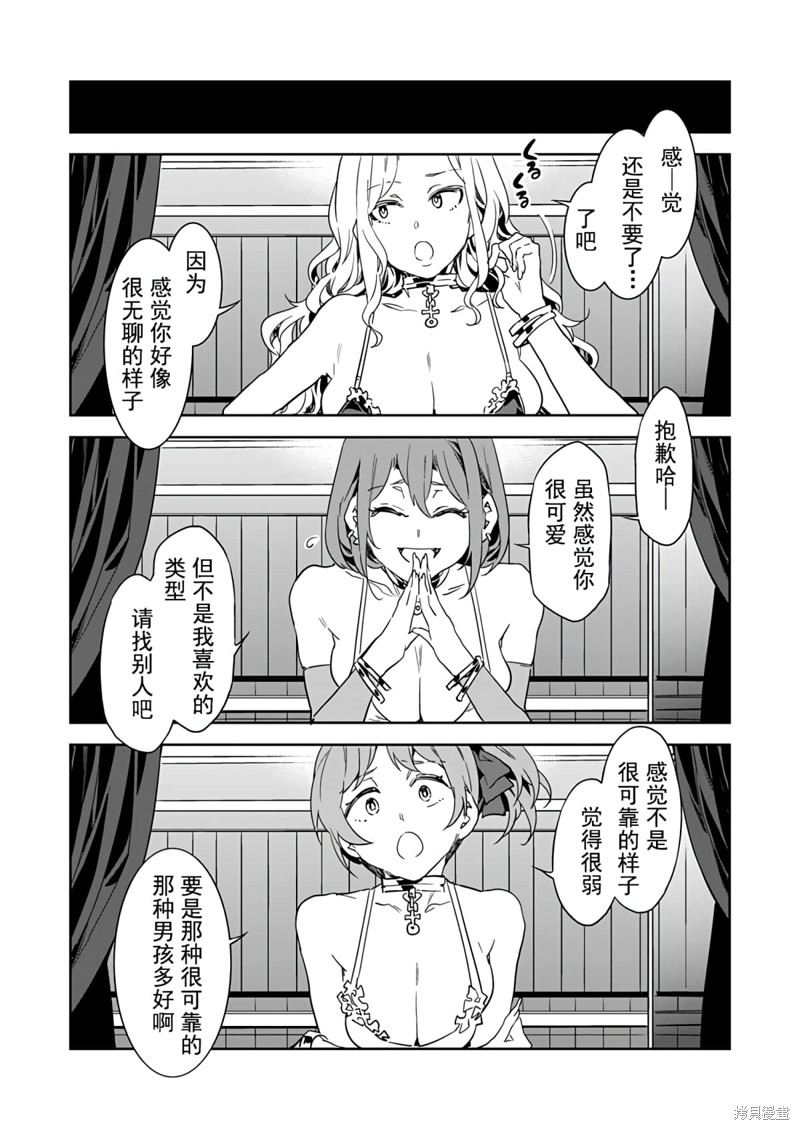 感—觉
还是不要了…
了吧
くる
くる
因为
感觉你好像
很无聊的样子
抱歉哈—
虽然感觉你
很可爱
但不是我喜欢的
类型
请找别人吧
感觉不是
很可靠的样子
觉得很弱
要是那种很可靠的
那种男孩多好啊
拷貝漫畫